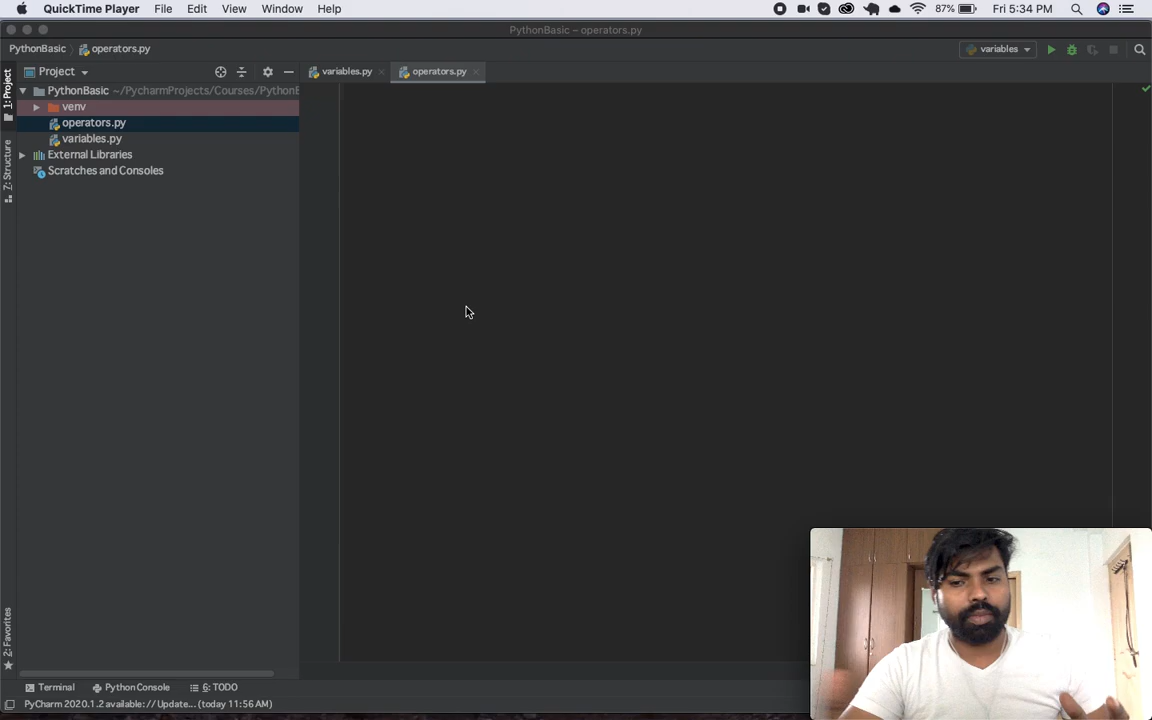 QuickTime Player File Edit View Window Help 87% Fri 5:34 PM
PythonBasic – operators.py
PythonBasic operators.py variables
1: Project
Project
variables.py operators.py
PythonBasic ~/PycharmProjects/Courses/PythonB
venv
operators.py
variables.py
External Libraries
Scratches and Consoles
7: Structure
2: Favorites
Terminal Python Console 6: TODO
PyCharm 2020.1.2 available: // Update... (today 11:56 AM)